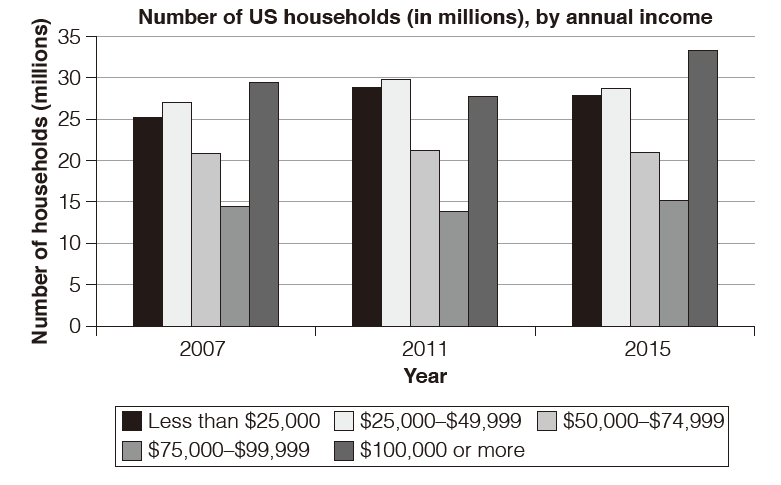 Number of US households (in millions), by annual income
Number of households (millions)
35
30
25
20
15
10
5
0
2007
2011
2015
Year
Less than $25,000
$25,000–$49,999
$50,000–$74,999
$75,000–$99,999
$100,000 or more